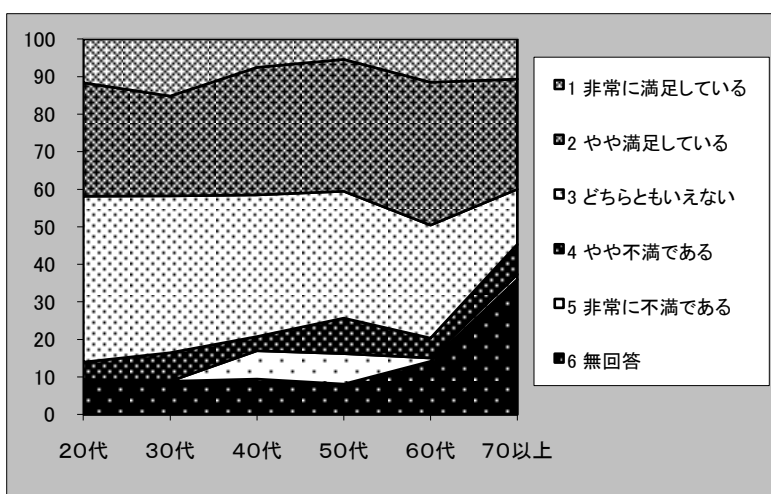 100
90
80
70
60
50
40
30
20
10
0
20代 30代 40代 50代 60代 70以上
1 非常に満足している
2 やや満足している
3 どちらともいえない
4 やや不満である
5 非常に不満である
6 無回答